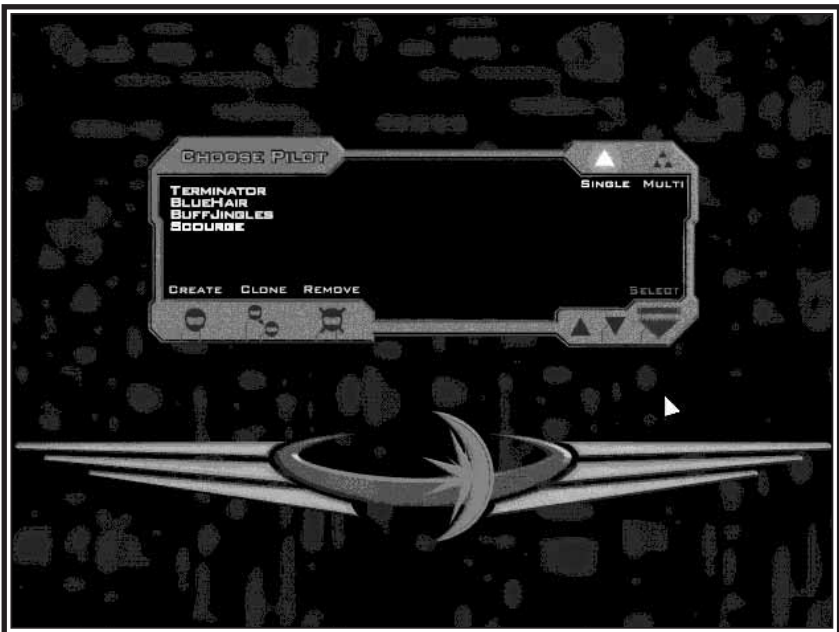 CHOOSE PILOT
SINGLE MULTI
TERMINATOR
BLUEHAIR
BUFFJINGLES
SCOURGE
CREATE CLONE REMOVE
SELECT